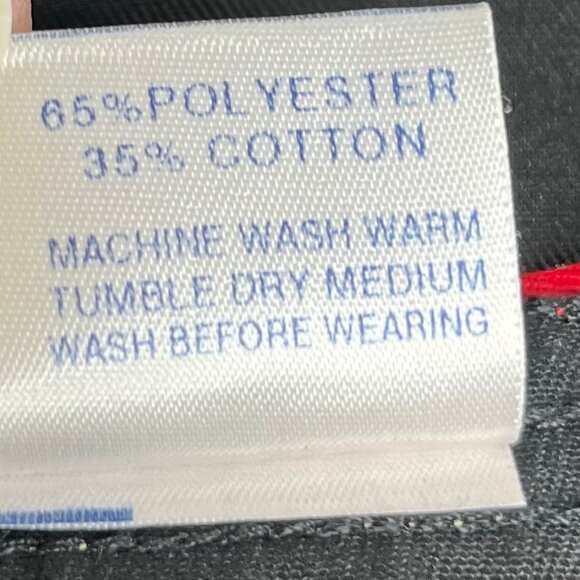 65%POLYESTER
35% COTTON
MACHINE WASH WARM
TUMBLE DRY MEDIUM
WASH BEFORE WEARING